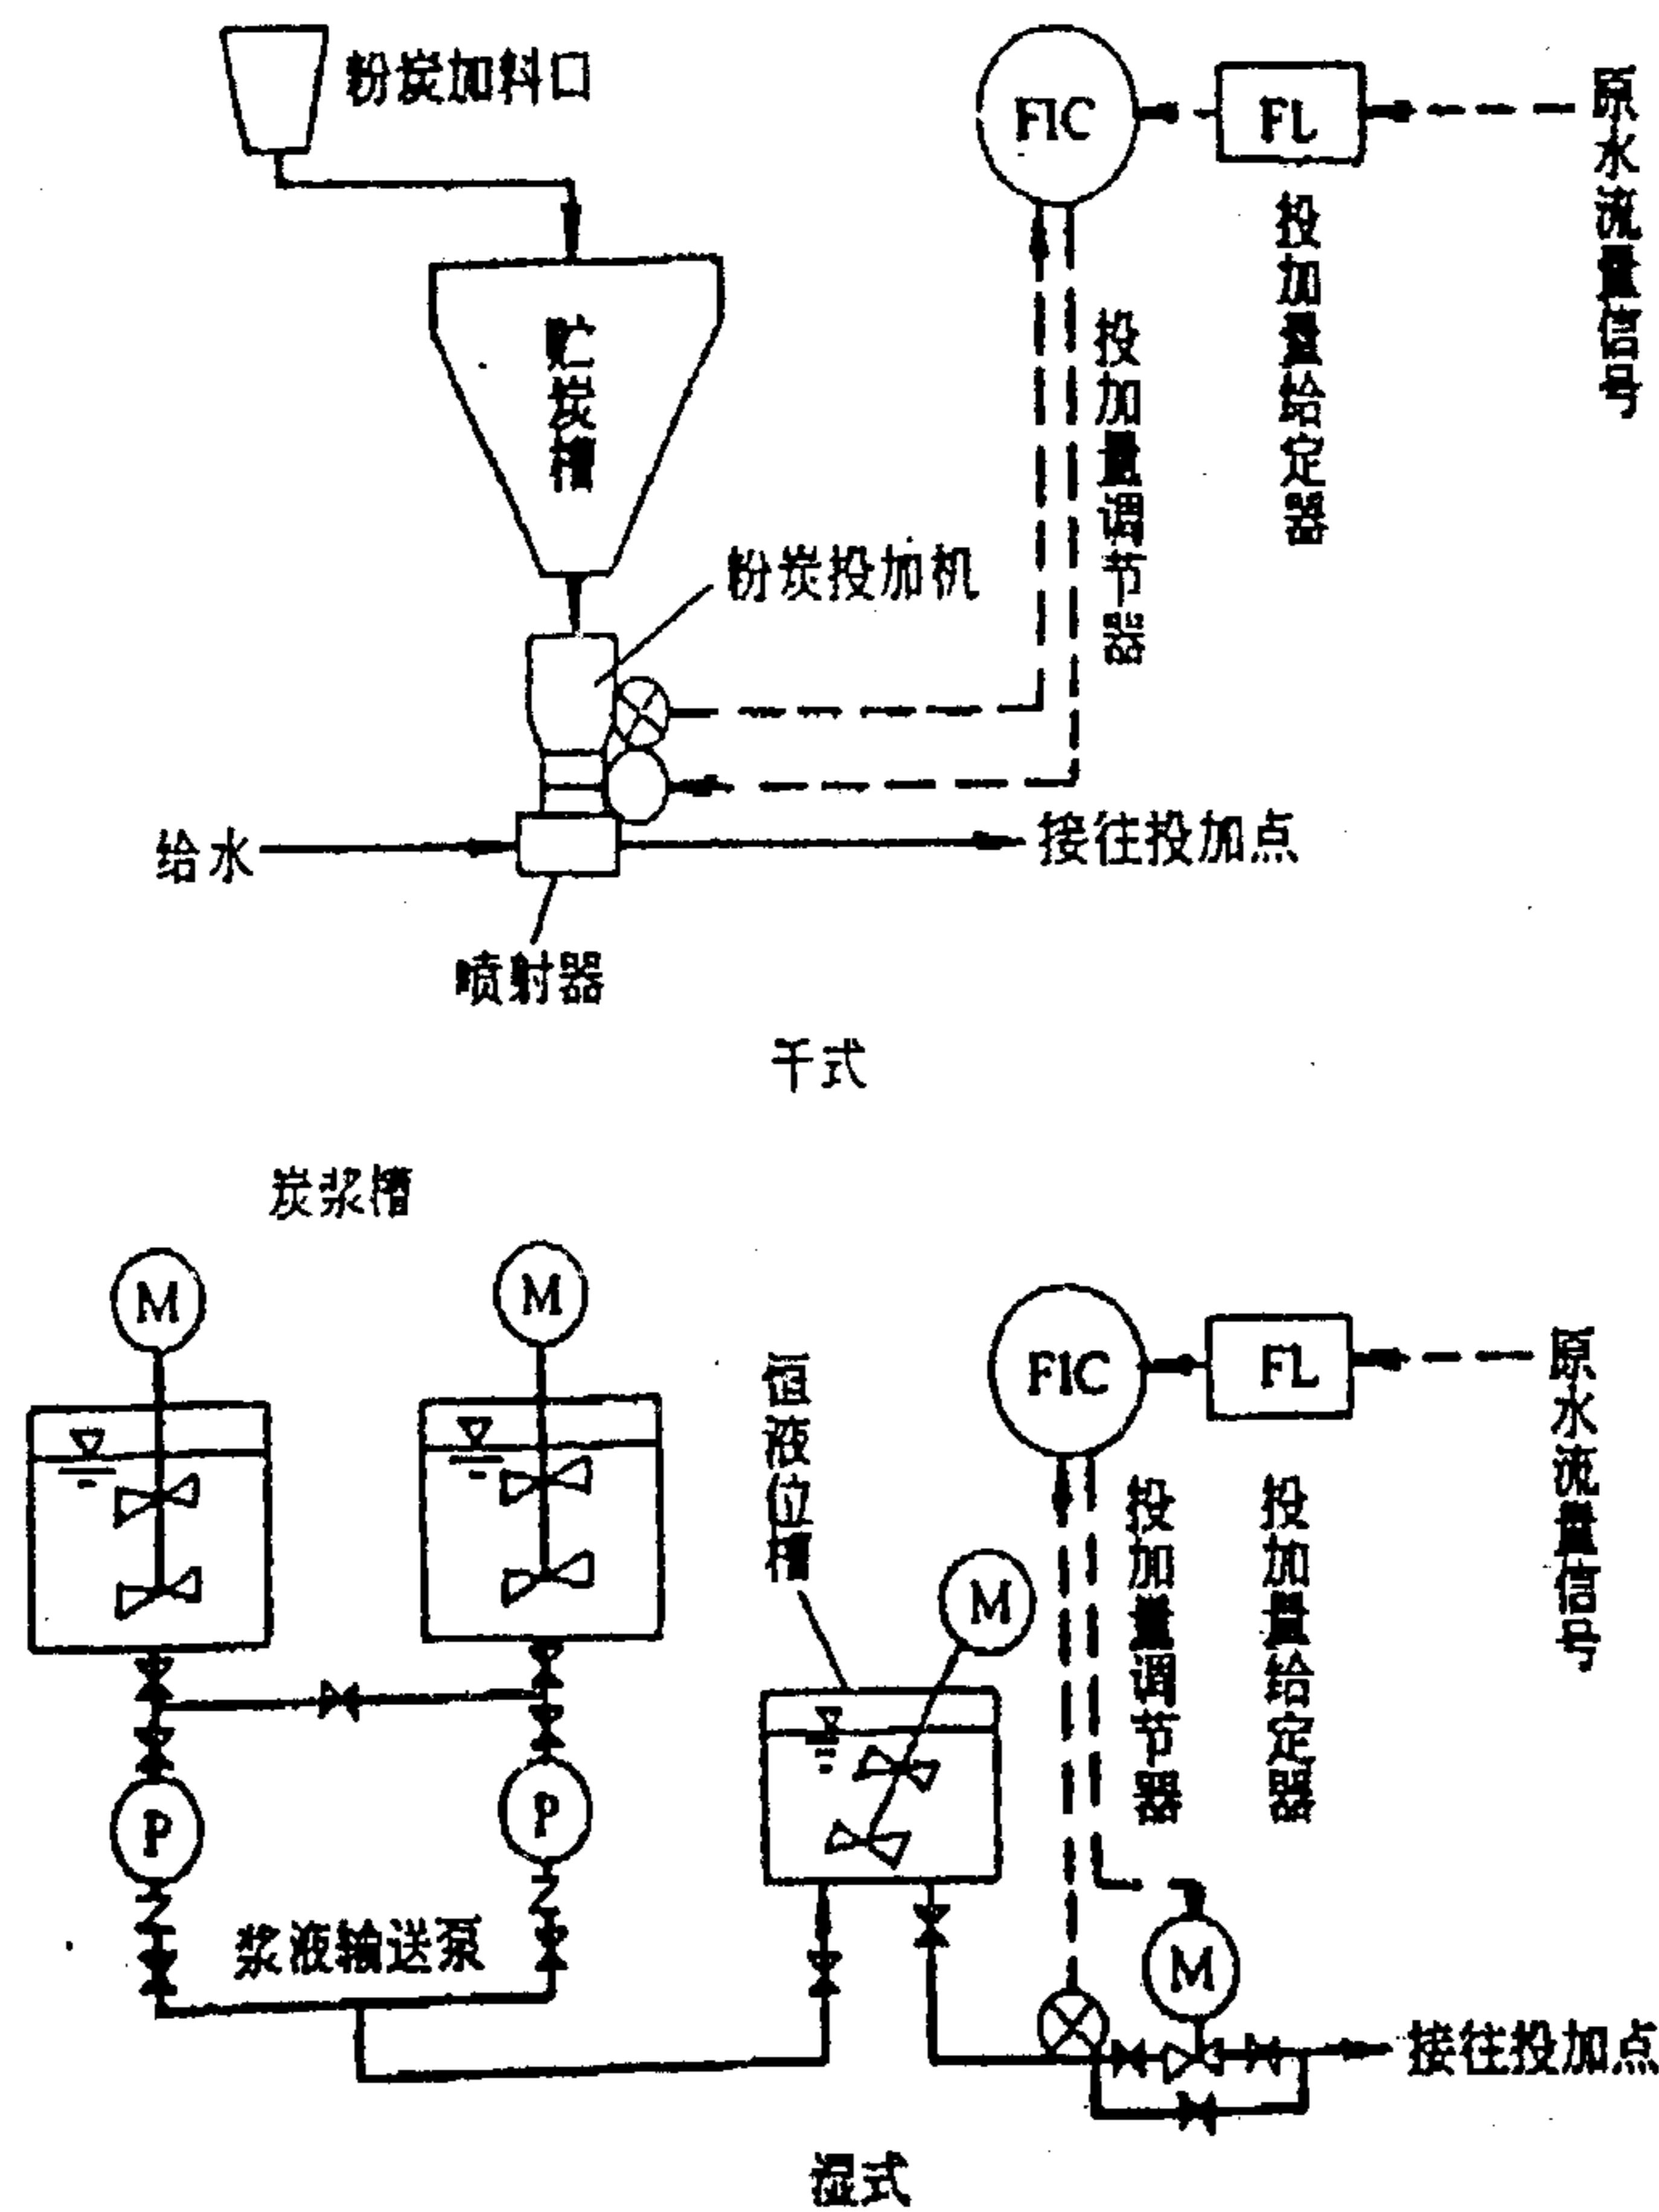 粉炭加料口
FIC
FL
原水流量信号
投加量给定器
投加量调节器
贮炭槽
粉炭投加机
给水
接往投加点
喷射器
干式
炭浆槽
M
M
恒液位槽
FIC
FL
原水流量信号
投加量调节器
投加量给定器
M
P
P
浆液输送泵
M
接往投加点
湿式